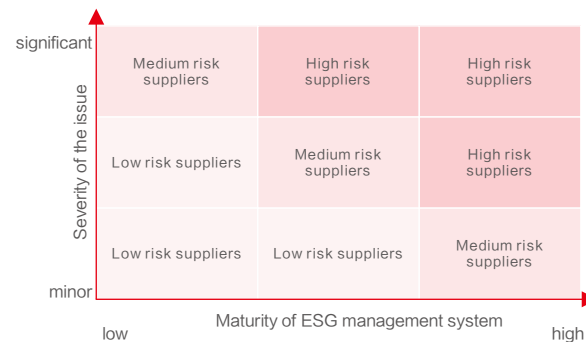 significant
Severity of the issue
minor
Medium risk
suppliers
High risk
suppliers
High risk
suppliers
Low risk suppliers
Medium risk
suppliers
High risk
suppliers
Low risk suppliers
Low risk suppliers
Medium risk
suppliers
low
Maturity of ESG management system
high